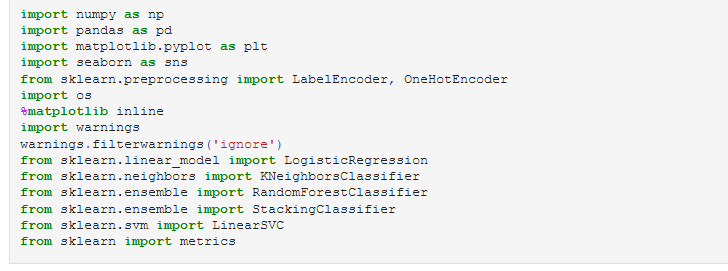 import numpy as np
import pandas as pd
import matplotlib.pyplot as plt
import seaborn as sns
from sklearn.preprocessing import LabelEncoder, OneHotEncoder
import os
%matplotlib inline
import warnings
warnings.filterwarnings('ignore')
from sklearn.linear_model import LogisticRegression
from sklearn.neighbors import KNeighborsClassifier
from sklearn.ensemble import RandomForestClassifier
from sklearn.ensemble import StackingClassifier
from sklearn.svm import LinearSVC
from sklearn import metrics